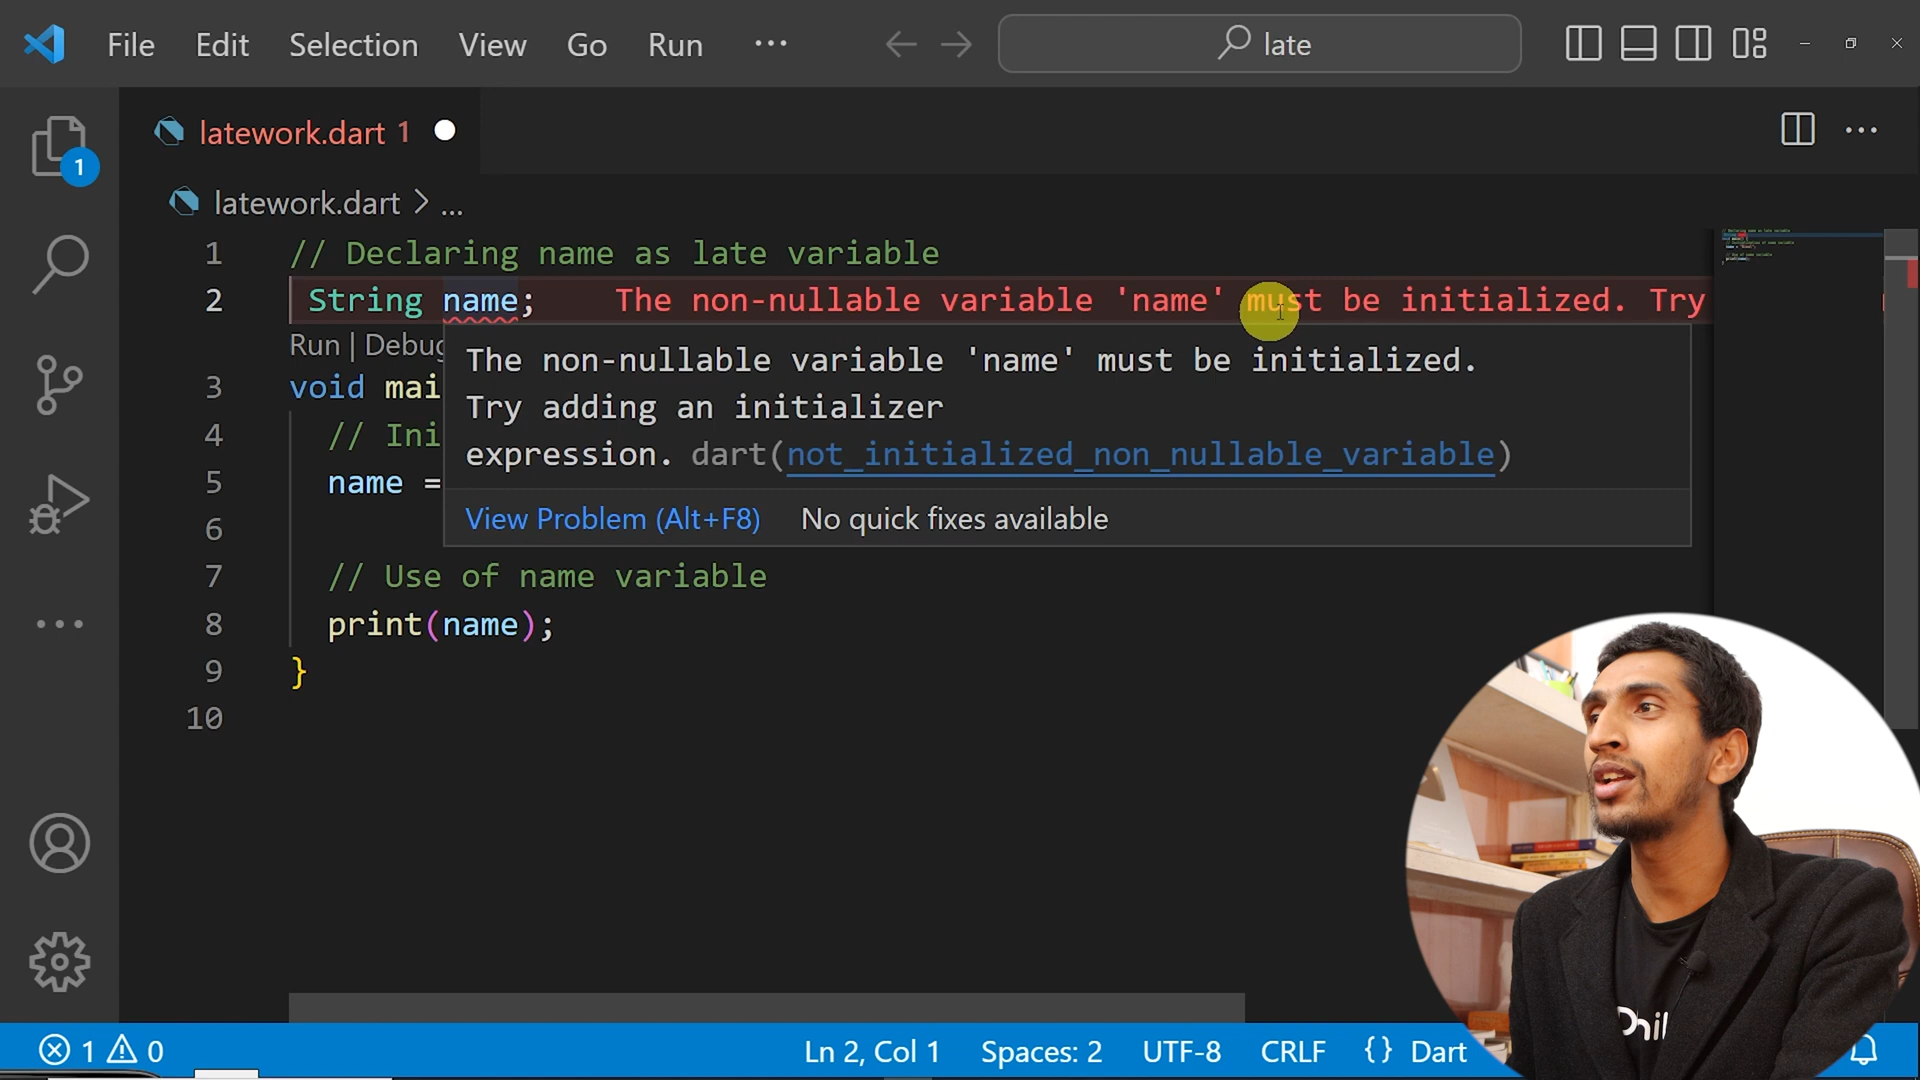 File Edit Selection View Go Run ... late
latework.dart 1
latework.dart > ...
1 // Declaring name as late variable
2 String name; The non-nullable variable 'name' must be initialized. Try
Run | Debug
The non-nullable variable 'name' must be initialized.
Try adding an initializer
expression. dart(not_initialized_non_nullable_variable)
View Problem (Alt+F8) No quick fixes available
3 void mai
4 // Ini
5 name =
6
7 // Use of name variable
8 print(name);
9 }
10
1
1 0 Ln 2, Col 1 Spaces: 2 UTF-8 CRLF {} Dart